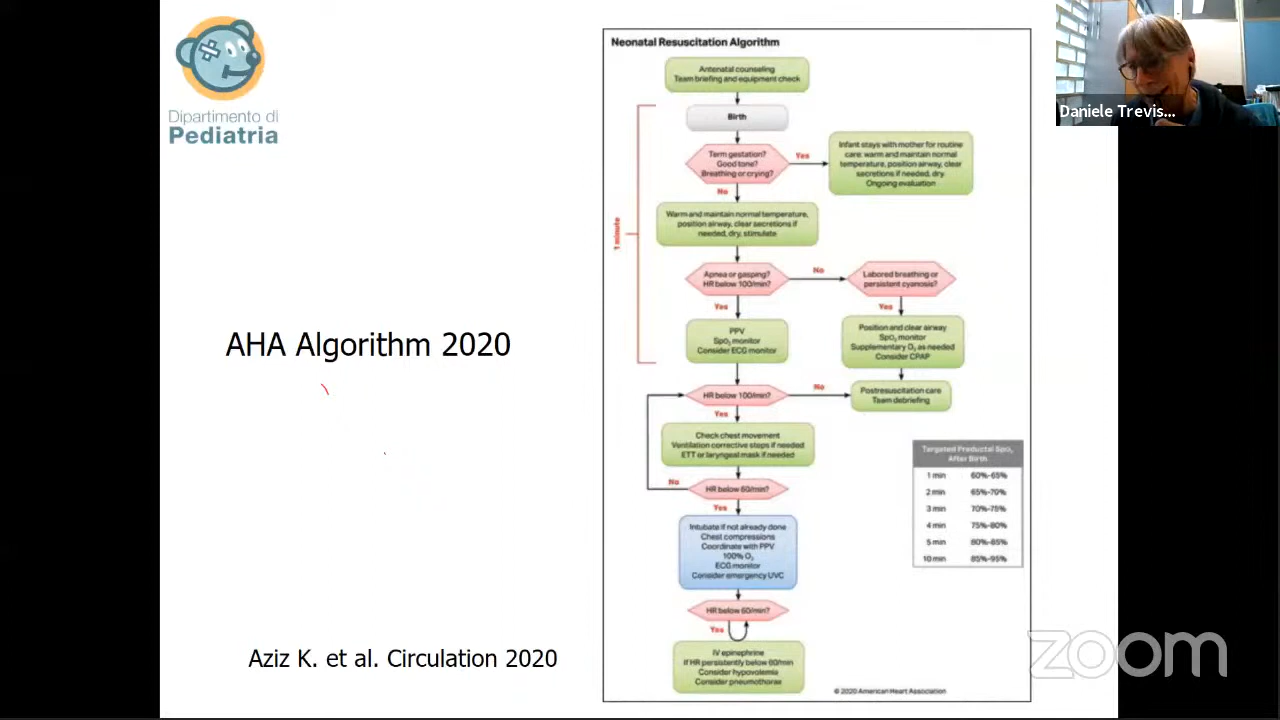 Dipartimento di
Pediatria
AHA Algorithm 2020
Aziz K. et al. Circulation 2020
Neonatal Resuscitation Algorithm
Antenatal counseling
Team briefing and equipment check
Birth
1 minute
Term gestation?
Good tone?
Breathing or crying?
Yes
Infant stays with mother for routine
care: warm and maintain normal
temperature, position airway, clear
secretions if needed, dry.
Ongoing evaluation
No
Warm and maintain normal temperature,
position airway, clear secretions if
needed, dry, stimulate
Apnea or gasping?
HR below 100/min?
No
Labored breathing or
persistent cyanosis?
Yes
Yes
PPV
SpO₂ monitor
Consider ECG monitor
Position and clear airway
SpO₂ monitor
Supplementary O₂ as needed
Consider CPAP
HR below 100/min?
No
Postresuscitation care
Team debriefing
Yes
Check chest movement
Ventilation corrective steps if needed
ETT or laryngeal mask if needed
No
HR below 60/min?
Yes
Intubate if not already done
Chest compressions
Coordinate with PPV
100% O₂
ECG monitor
Consider emergency UVC
HR below 60/min?
Yes
IV epinephrine
If HR persistently below 60/min
Consider hypovolemia
Consider pneumothorax
Targeted Preductal SpO₂
After Birth
1 min 60%-65%
2 min 65%-70%
3 min 70%-75%
4 min 75%-80%
5 min 80%-85%
10 min 85%-95%
© 2020 American Heart Association
Daniele Trevis...
zoom